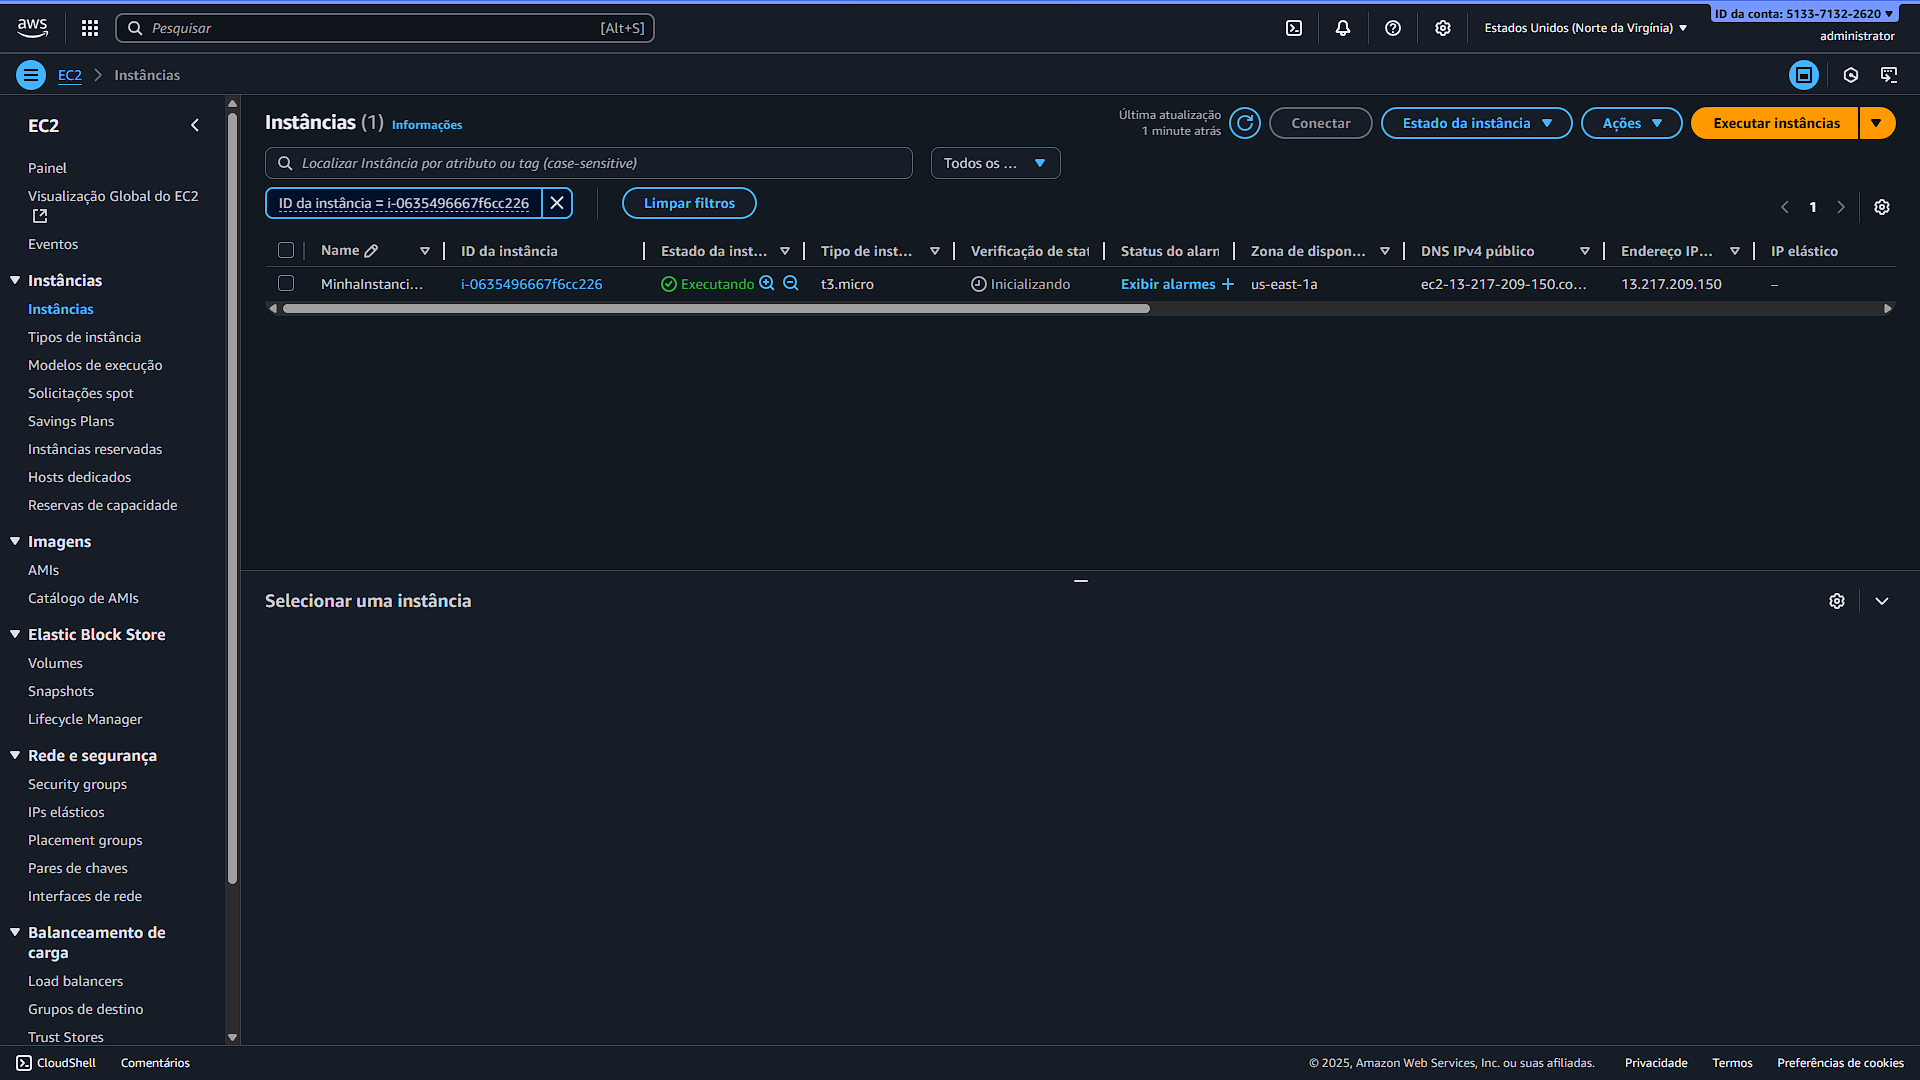 aws
Pesquisar [Alt+S]
Estados Unidos (Norte da Virgínia)
ID da conta: 5133-7132-2620
administrator
EC2 Instâncias
EC2
Painel
Visualização Global do EC2
Eventos
Instâncias
Instâncias
Tipos de instância
Modelos de execução
Solicitações spot
Savings Plans
Instâncias reservadas
Hosts dedicados
Reservas de capacidade
Imagens
AMIs
Catálogo de AMIs
Elastic Block Store
Volumes
Snapshots
Lifecycle Manager
Rede e segurança
Security groups
IPs elásticos
Placement groups
Pares de chaves
Interfaces de rede
Balanceamento de
carga
Load balancers
Grupos de destino
Trust Stores
Instâncias (1) Informações
Última atualização
1 minute atrás
Conectar Estado da instância Ações Executar instâncias
Localizar Instância por atributo ou tag (case-sensitive) Todos os ...
ID da instância = i-0635496667f6cc226 Limpar filtros
1
Name ID da instância Estado da inst... Tipo de inst... Verificação de stat Status do alarn Zona de dispon... DNS IPv4 público Endereço IP... IP elástico
MinhaInstanci... i-0635496667f6cc226 Executando t3.micro Inicializando Exibir alarmes + us-east-1a ec2-13-217-209-150.co... 13.217.209.150 –
Selecionar uma instância
CloudShell Comentários © 2025, Amazon Web Services, Inc. ou suas afiliadas. Privacidade Termos Preferências de cookies